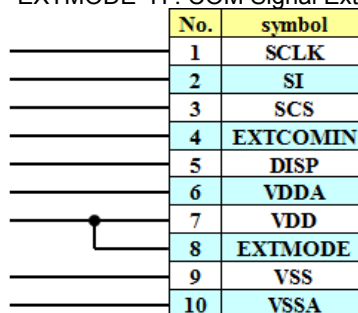 No. symbol
1 SCLK
2 SI
3 SCS
4 EXTCOMIN
5 DISP
6 VDDA
7 VDD
8 EXTMODE
9 VSS
10 VSSA